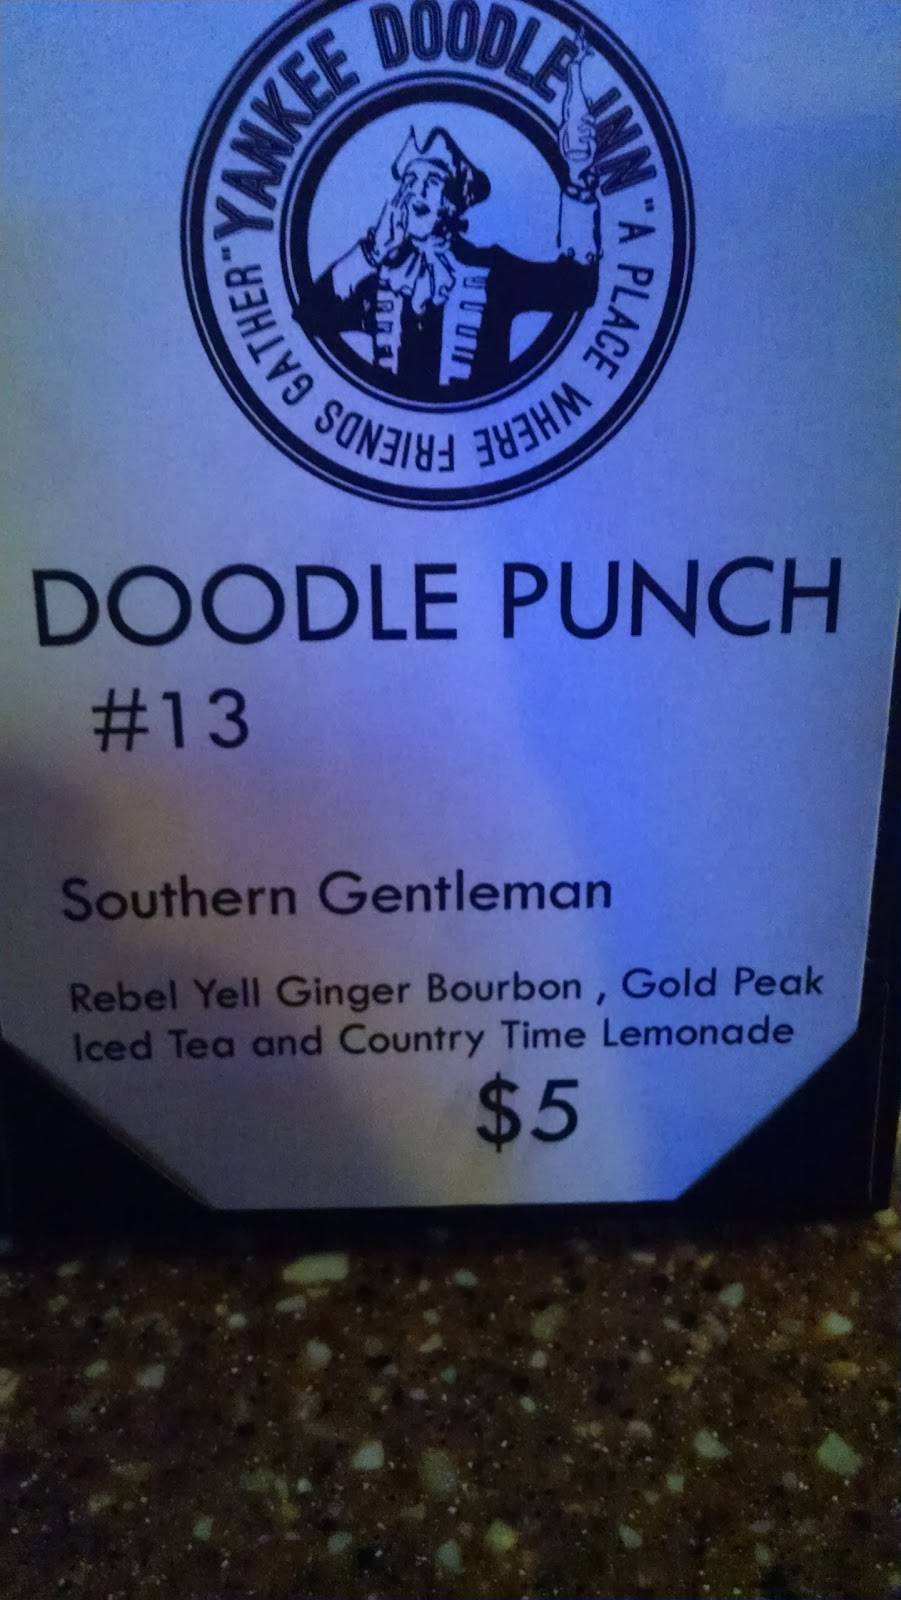 YANKEE DOODLE INN
"A PLACE WHERE FRIENDS GATHER"
DOODLE PUNCH
#13
Southern Gentleman
Rebel Yell Ginger Bourbon , Gold Peak
Iced Tea and Country Time Lemonade
$5